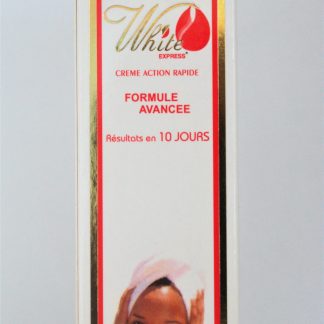 White
EXPRESS
CREME ACTION RAPIDE
FORMULE
AVANCEE
Résultats en 10 JOURS